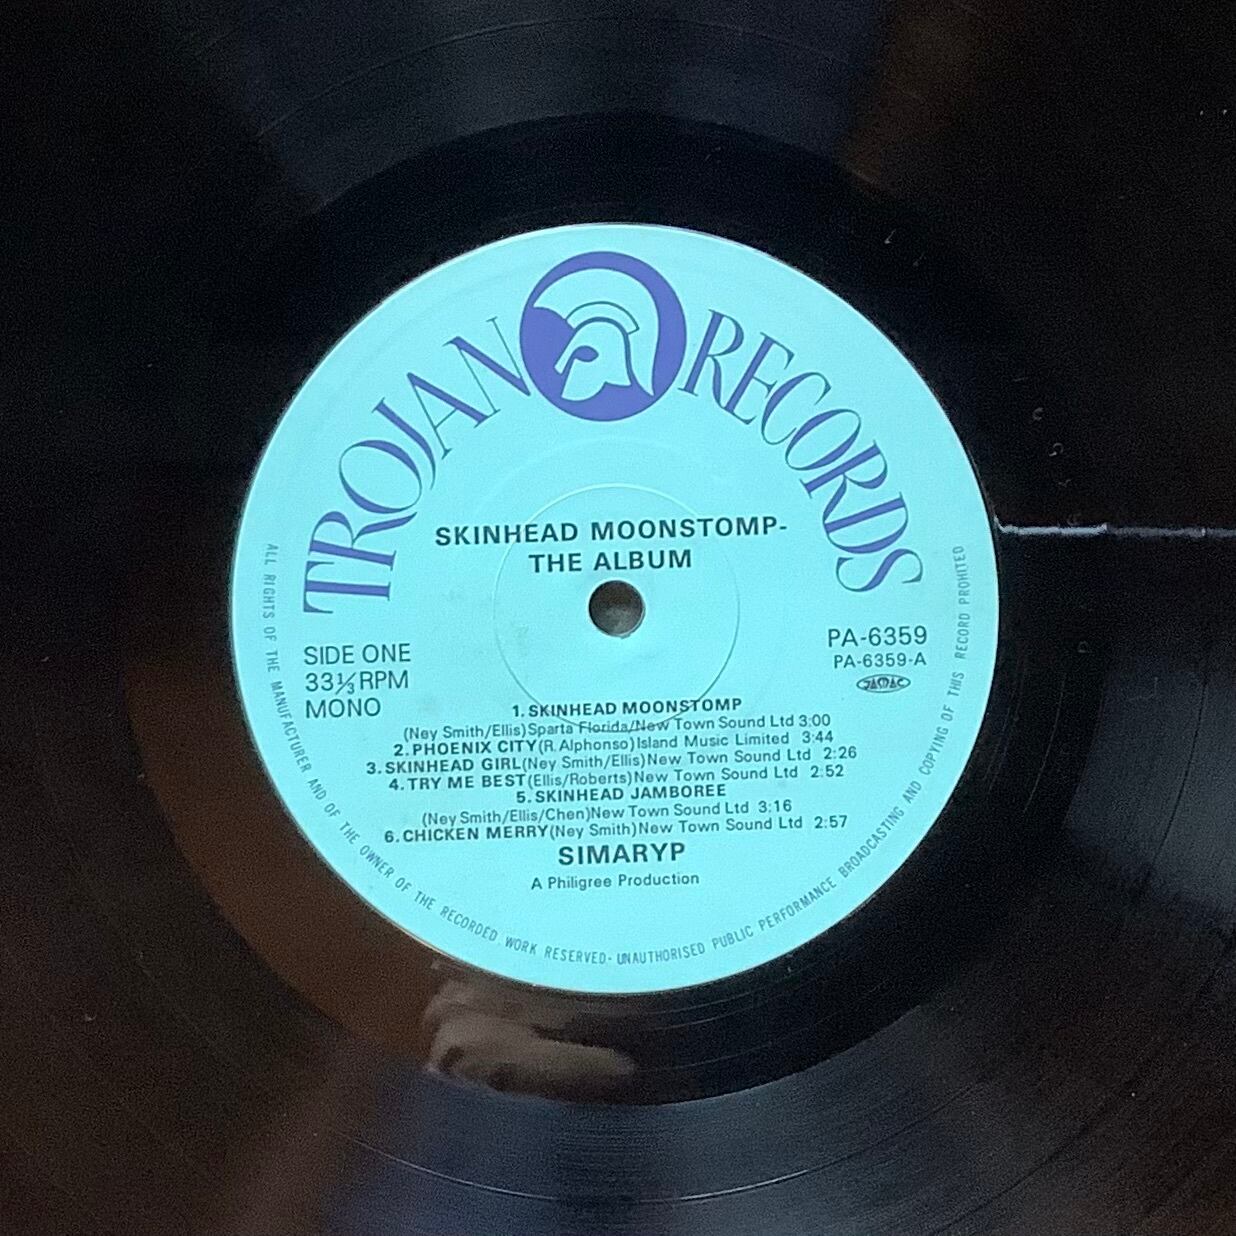 TROJAN RECORDS
SKINHEAD MOONSTOMP-
THE ALBUM
SIDE ONE
33⅓ RPM
MONO
PA-6359
PA-6359-A
JASRAC
1. SKINHEAD MOONSTOMP
(Ney Smith/Ellis) Sparta Florida/New Town Sound Ltd 3:00
2. PHOENIX CITY (R. Alphonso) Island Music Limited 3:44
3. SKINHEAD GIRL (Ney Smith/Ellis) New Town Sound Ltd 2:26
4. TRY ME BEST (Ellis/Roberts) New Town Sound Ltd 2:52
5. SKINHEAD JAMBOREE
(Ney Smith/Ellis/Chen) New Town Sound Ltd 3:16
6. CHICKEN MERRY (Ney Smith) New Town Sound Ltd 2:57
SIMARYP
A Philigree Production
ALL RIGHTS OF THE MANUFACTURER AND OF THE OWNER OF THE RECORDED WORK RESERVED- UNAUTHORISED PUBLIC PERFORMANCE BROADCASTING AND COPYING OF THIS RECORD PROHITED